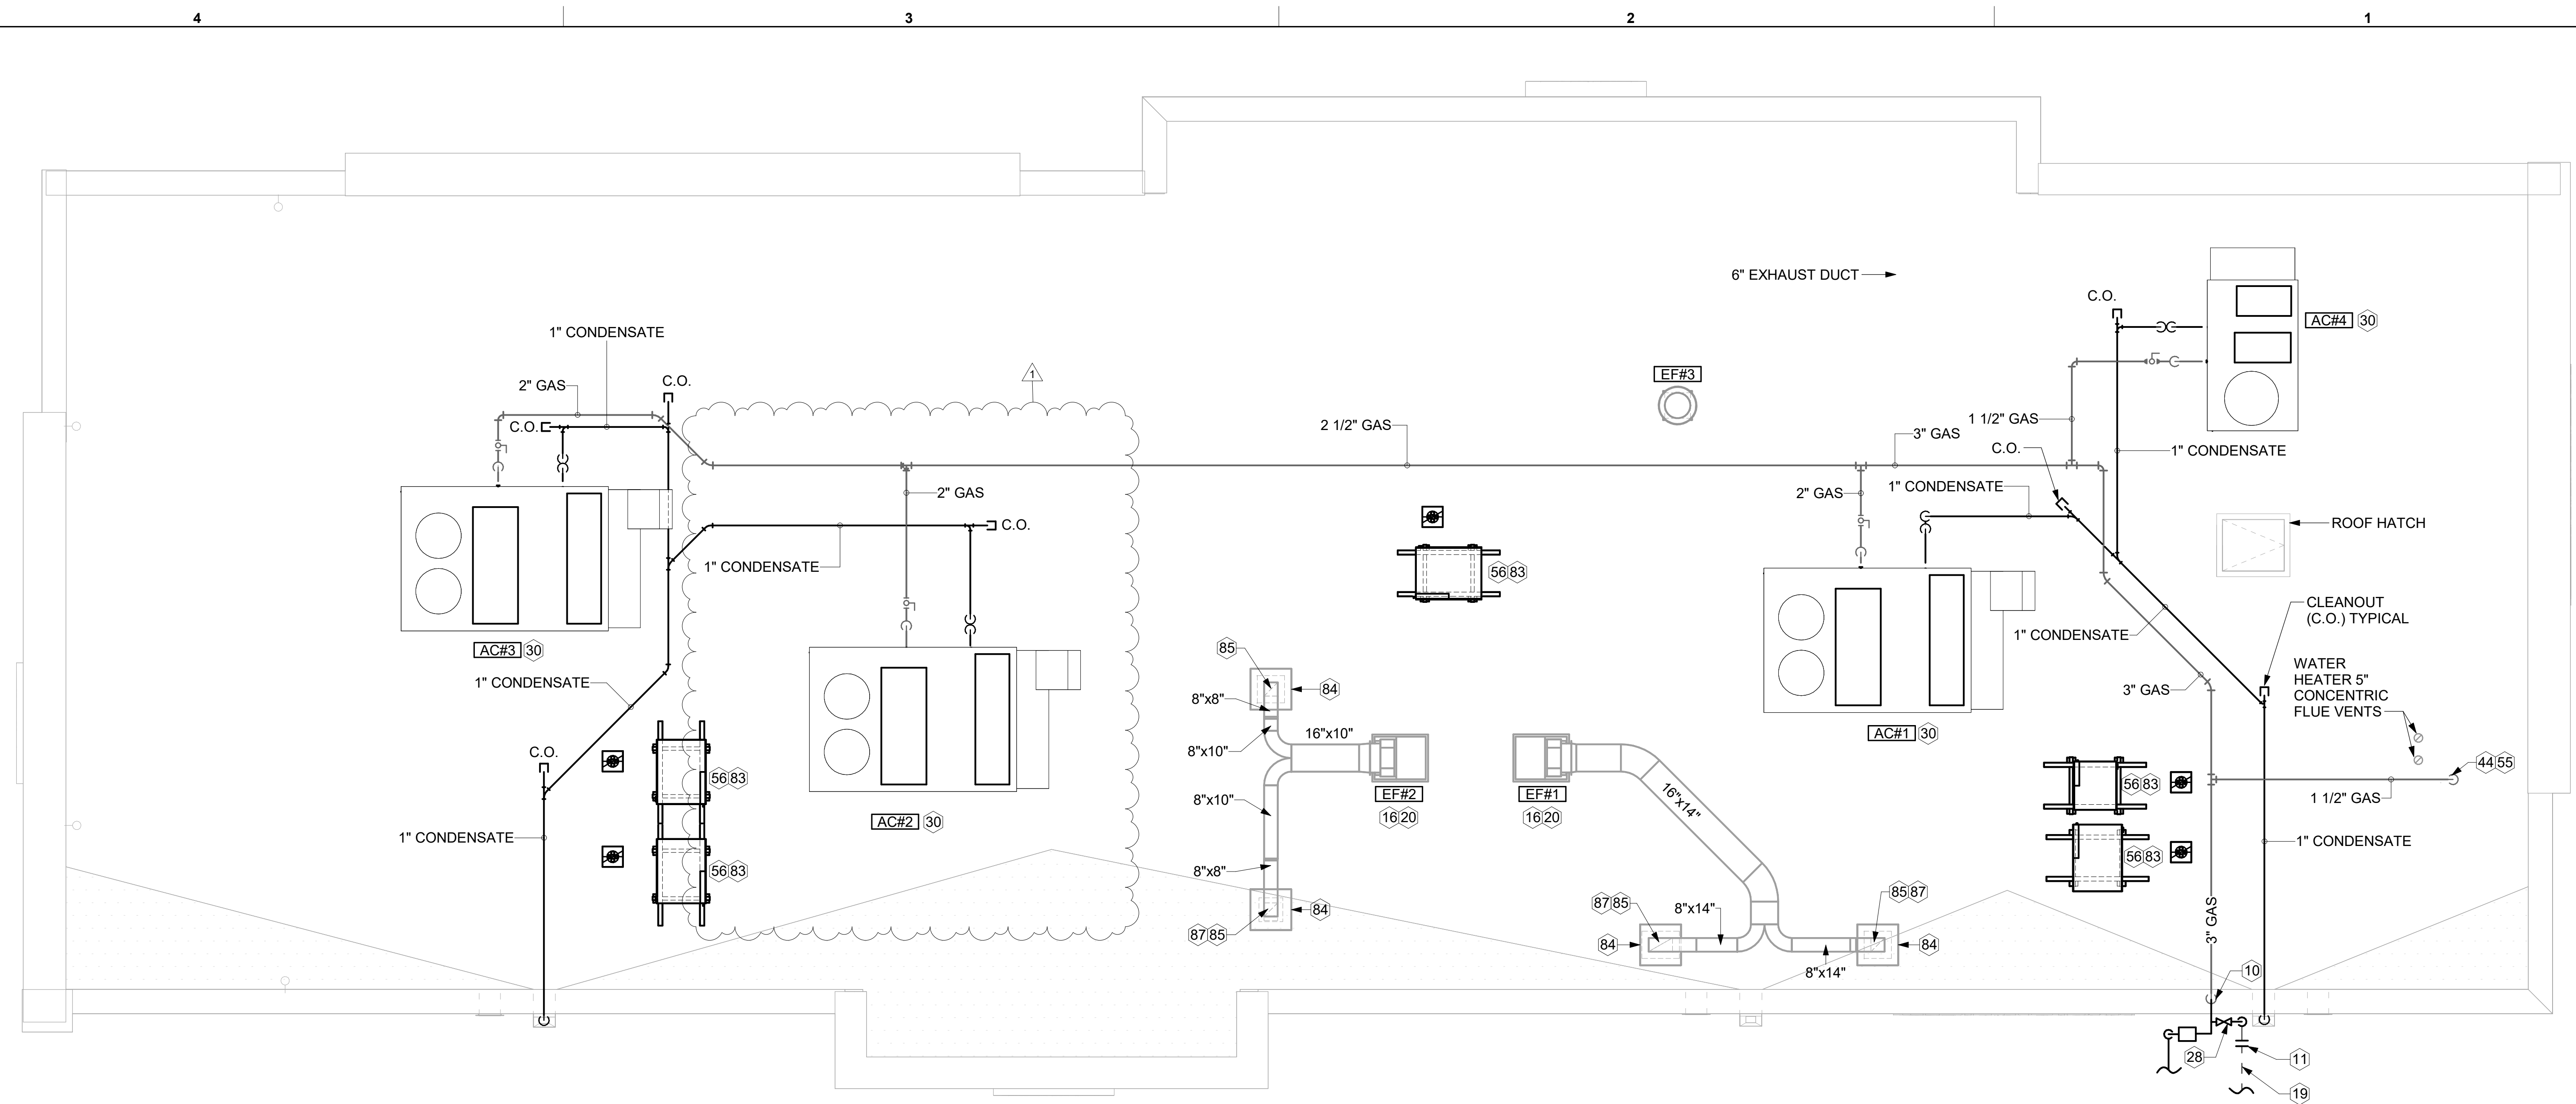 4
3
2
1
6" EXHAUST DUCT
C.O.
AC#4 30
1" CONDENSATE
2" GAS
C.O.
1
EF#3
C.O.
2 1/2" GAS
1 1/2" GAS
3" GAS
C.O.
1" CONDENSATE
2" GAS
2" GAS
1" CONDENSATE
C.O.
ROOF HATCH
1" CONDENSATE
56 83
CLEANOUT
(C.O.) TYPICAL
1" CONDENSATE
AC#3 30
85
WATER
HEATER 5"
CONCENTRIC
FLUE VENTS
1" CONDENSATE
84
3" GAS
8"x8"
16"x10"
AC#1 30
8"x10"
C.O.
44 55
56 83
56 83
EF#2
EF#1
1 1/2" GAS
8"x10"
16"x14"
16 20
16 20
AC#2 30
1" CONDENSATE
1" CONDENSATE
56 83
56 83
8"x8"
85 87
87 85
8"x14"
84
3" GAS
87 85
84
84
8"x14"
10
28
11
19